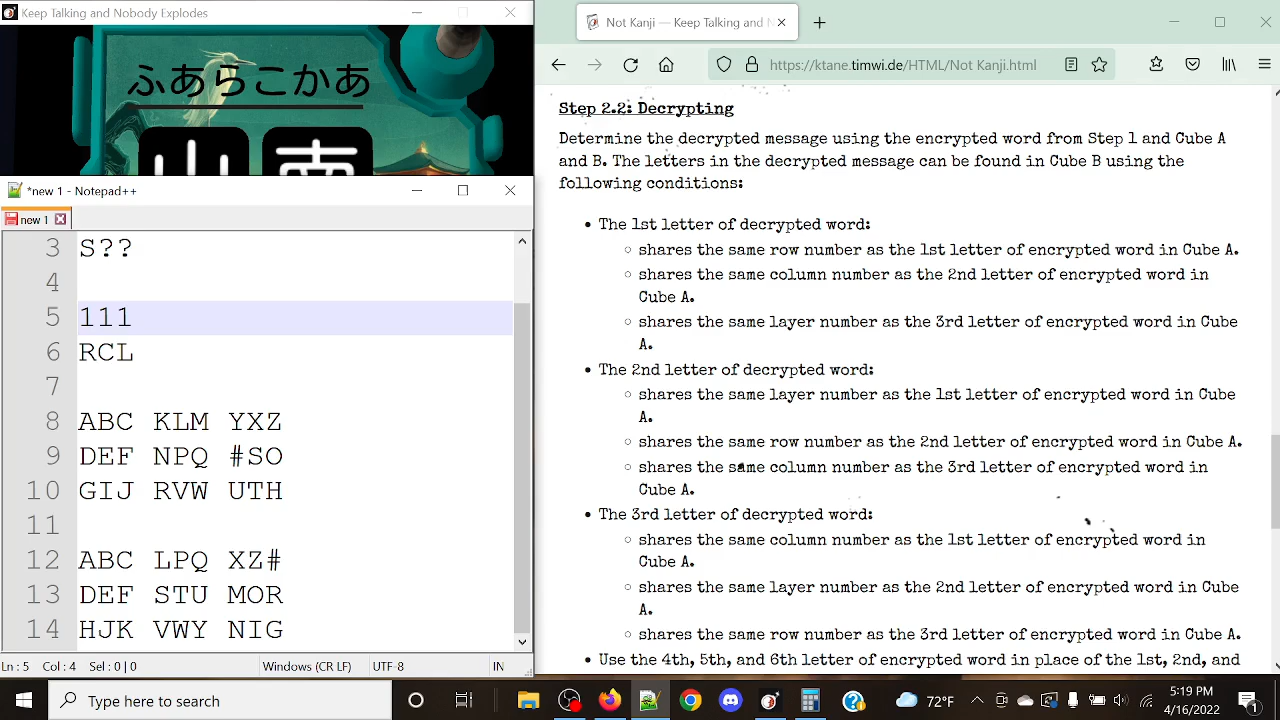 Keep Talking and Nobody Explodes
ふあらこかあ
山 南
*new 1 - Notepad++
new 1
3 S??
4
5 111
6 RCL
7
8 ABC KLM YXZ
9 DEF NPQ #SO
10 GIJ RVW UTH
11
12 ABC LPQ XZ#
13 DEF STU MOR
14 HJK VWY NIG
Ln : 5 Col : 4 Sel : 0 | 0 Windows (CR LF) UTF-8 IN
Not Kanji — Keep Talking and N
https://ktane.timwi.de/HTML/Not Kanji.html
Step 2.2: Decrypting
Determine the decrypted message using the encrypted word from Step 1 and Cube A
and B. The letters in the decrypted message can be found in Cube B using the
following conditions:
The 1st letter of decrypted word:
shares the same row number as the 1st letter of encrypted word in Cube A.
shares the same column number as the 2nd letter of encrypted word in
Cube A.
shares the same layer number as the 3rd letter of encrypted word in Cube
A.
The 2nd letter of decrypted word:
shares the same layer number as the 1st letter of encrypted word in Cube
A.
shares the same row number as the 2nd letter of encrypted word in Cube A.
shares the same column number as the 3rd letter of encrypted word in
Cube A.
The 3rd letter of decrypted word:
shares the same column number as the 1st letter of encrypted word in
Cube A.
shares the same layer number as the 2nd letter of encrypted word in Cube
A.
shares the same row number as the 3rd letter of encrypted word in Cube A.
Use the 4th, 5th, and 6th letter of encrypted word in place of the 1st, 2nd, and
Type here to search
72°F
5:19 PM
4/16/2022